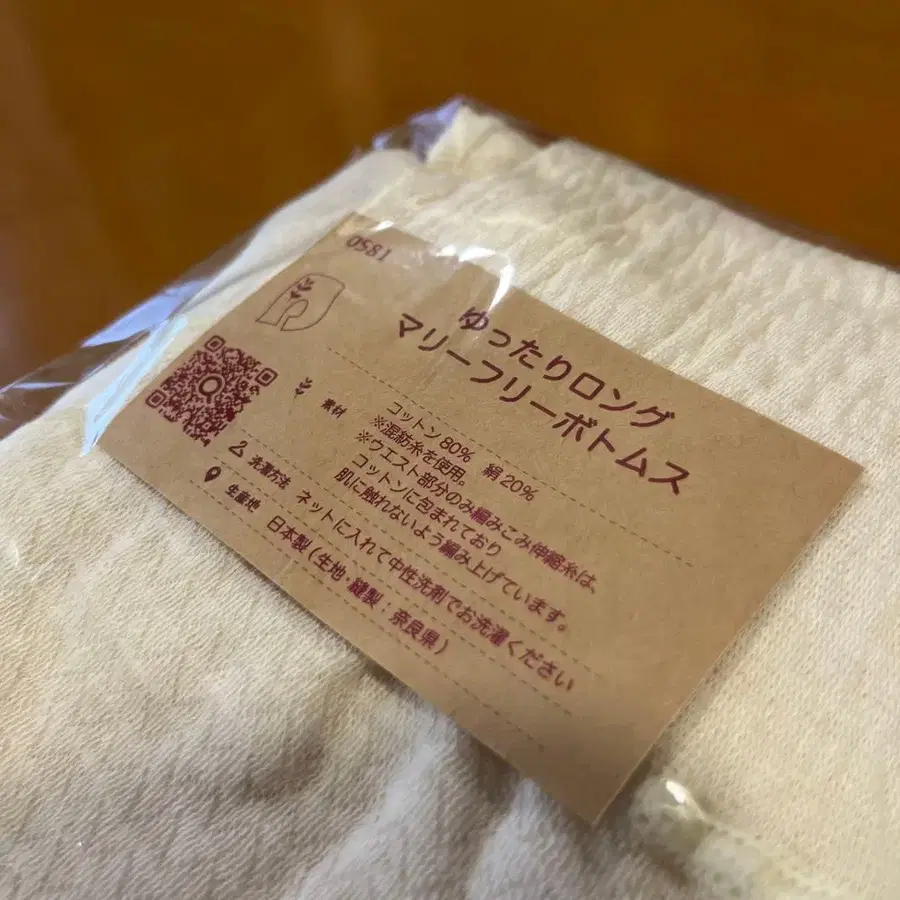 0581
ゆったりロング
マリーフリーボトムス
素材
コットン80% 絹20%
※混紡糸を使用。
※ウエスト部分のみ編みこみ伸縮糸は、
コットンに包まれており
肌に触れないよう編み上げています。
洗濯方法 ネットに入れて中性洗剤でお洗濯ください
生産地 日本製(生地・縫製:奈良県)